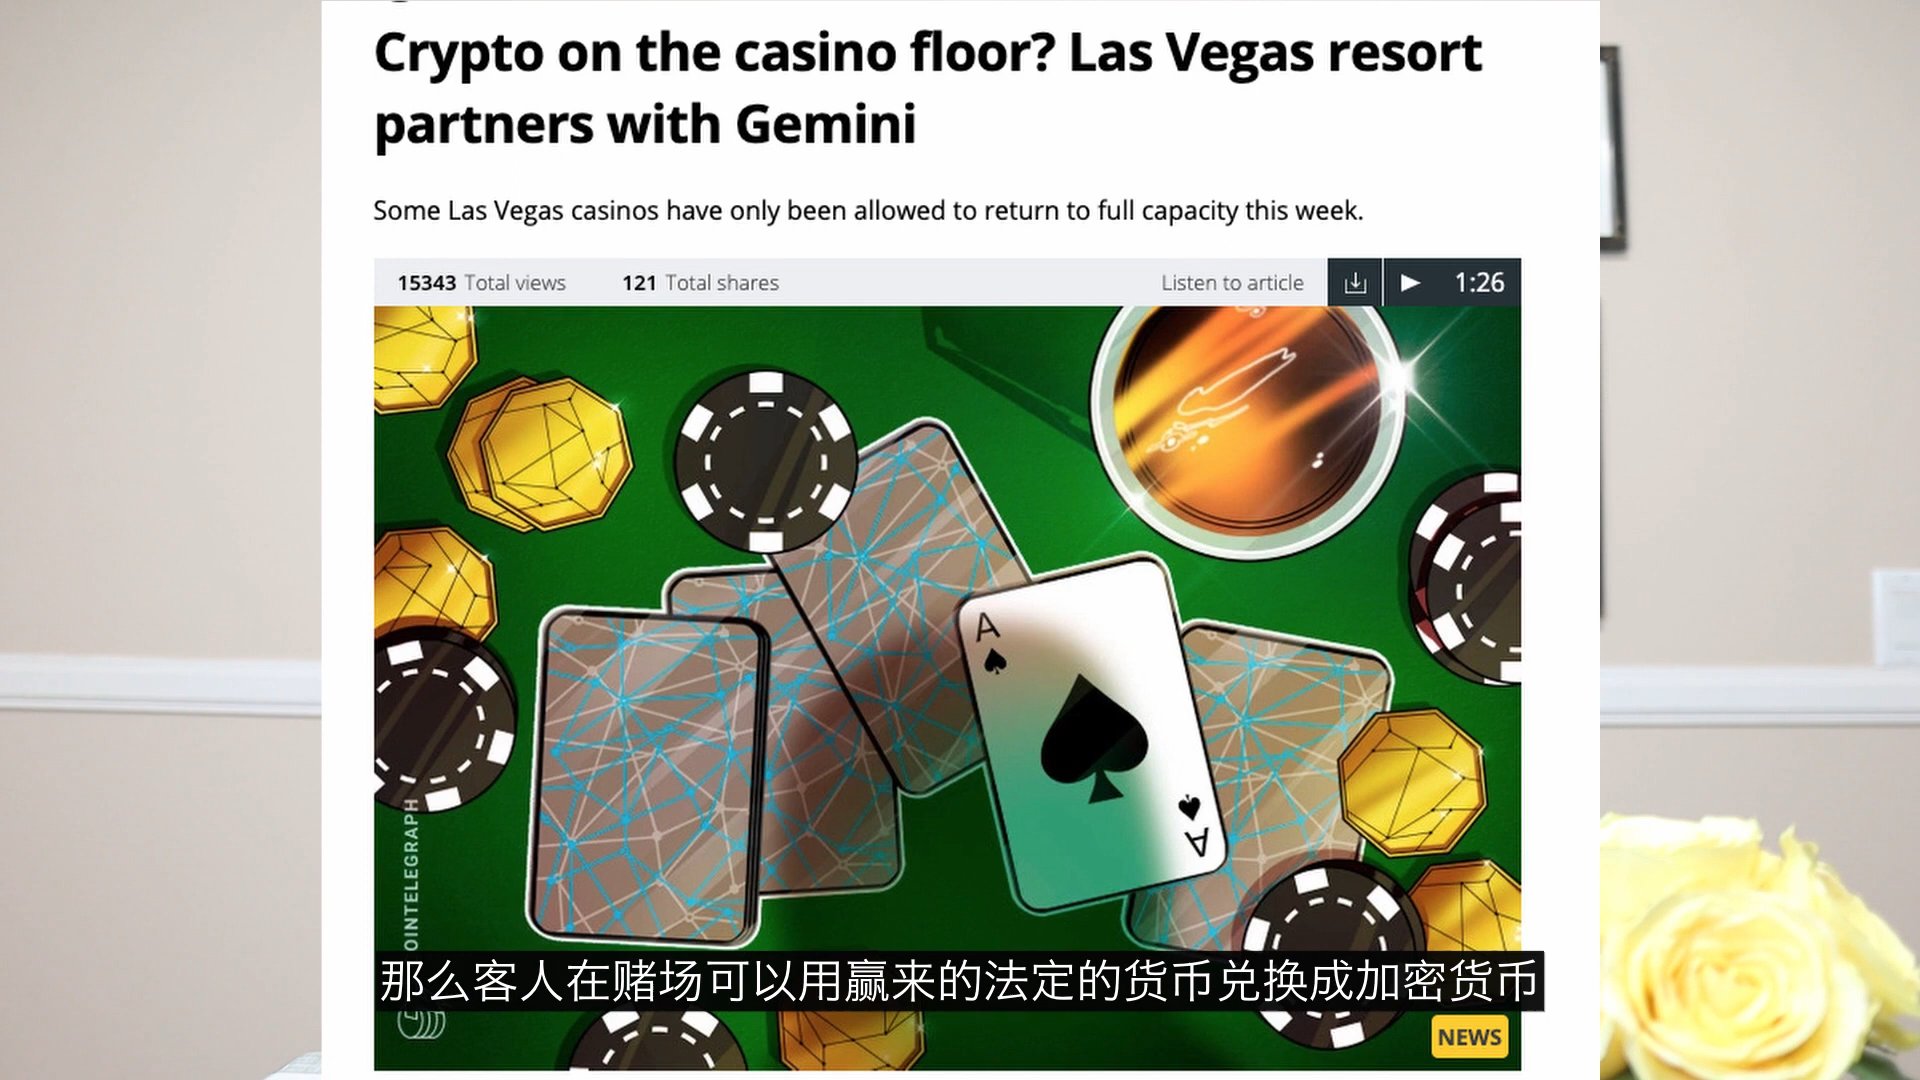 Crypto on the casino floor? Las Vegas resort
partners with Gemini
Some Las Vegas casinos have only been allowed to return to full capacity this week.
15343 Total views 121 Total shares Listen to article 1:26
A
A
OINTELEGRAPH
那么客人在赌场可以用赢来的法定的货币兑换成加密货币
NEWS